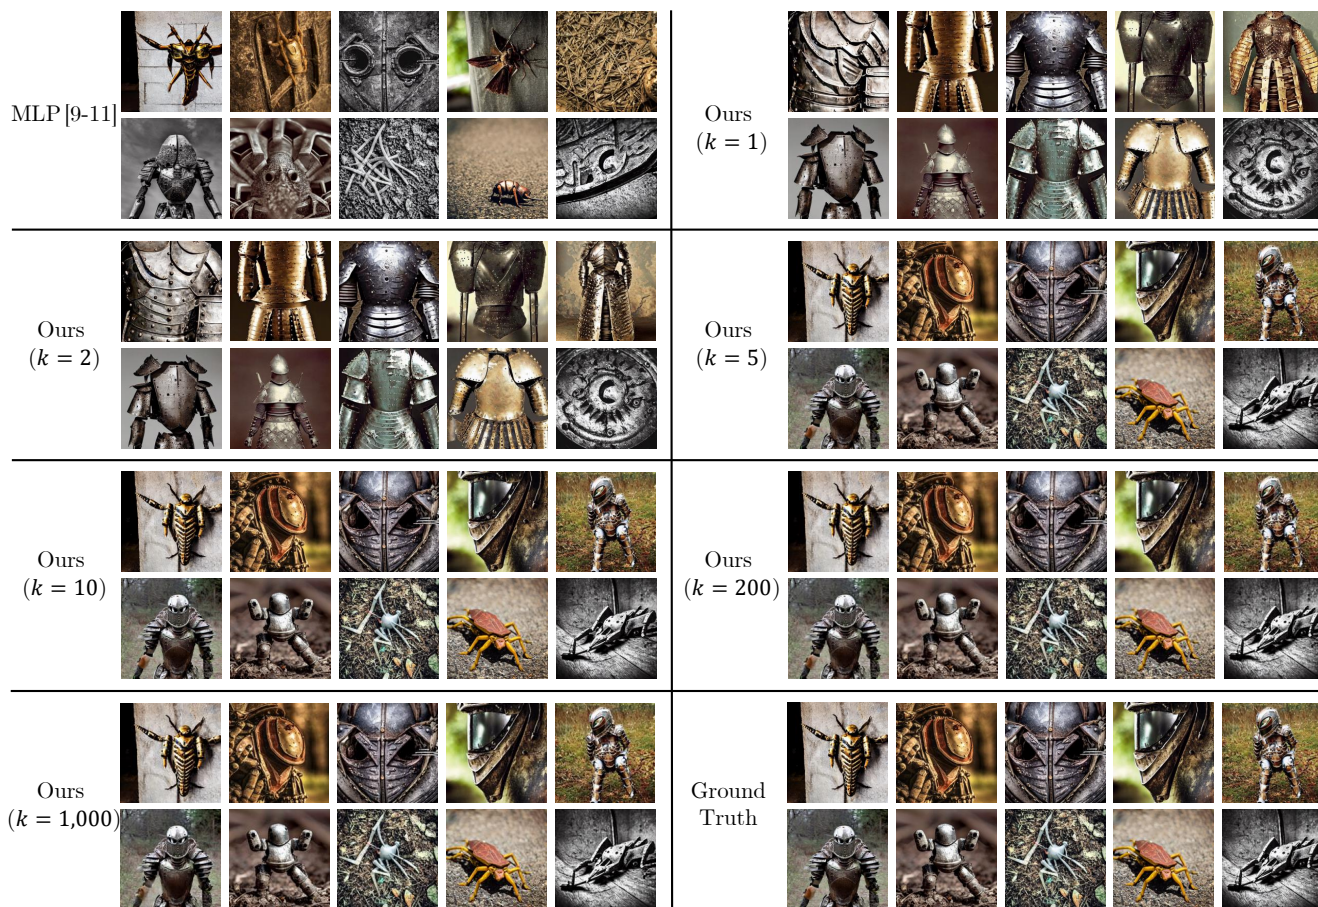 MLP [9-11]
Ours
(k = 1)
Ours
(k = 2)
Ours
(k = 5)
Ours
(k = 10)
Ours
(k = 200)
Ours
(k = 1,000)
Ground
Truth